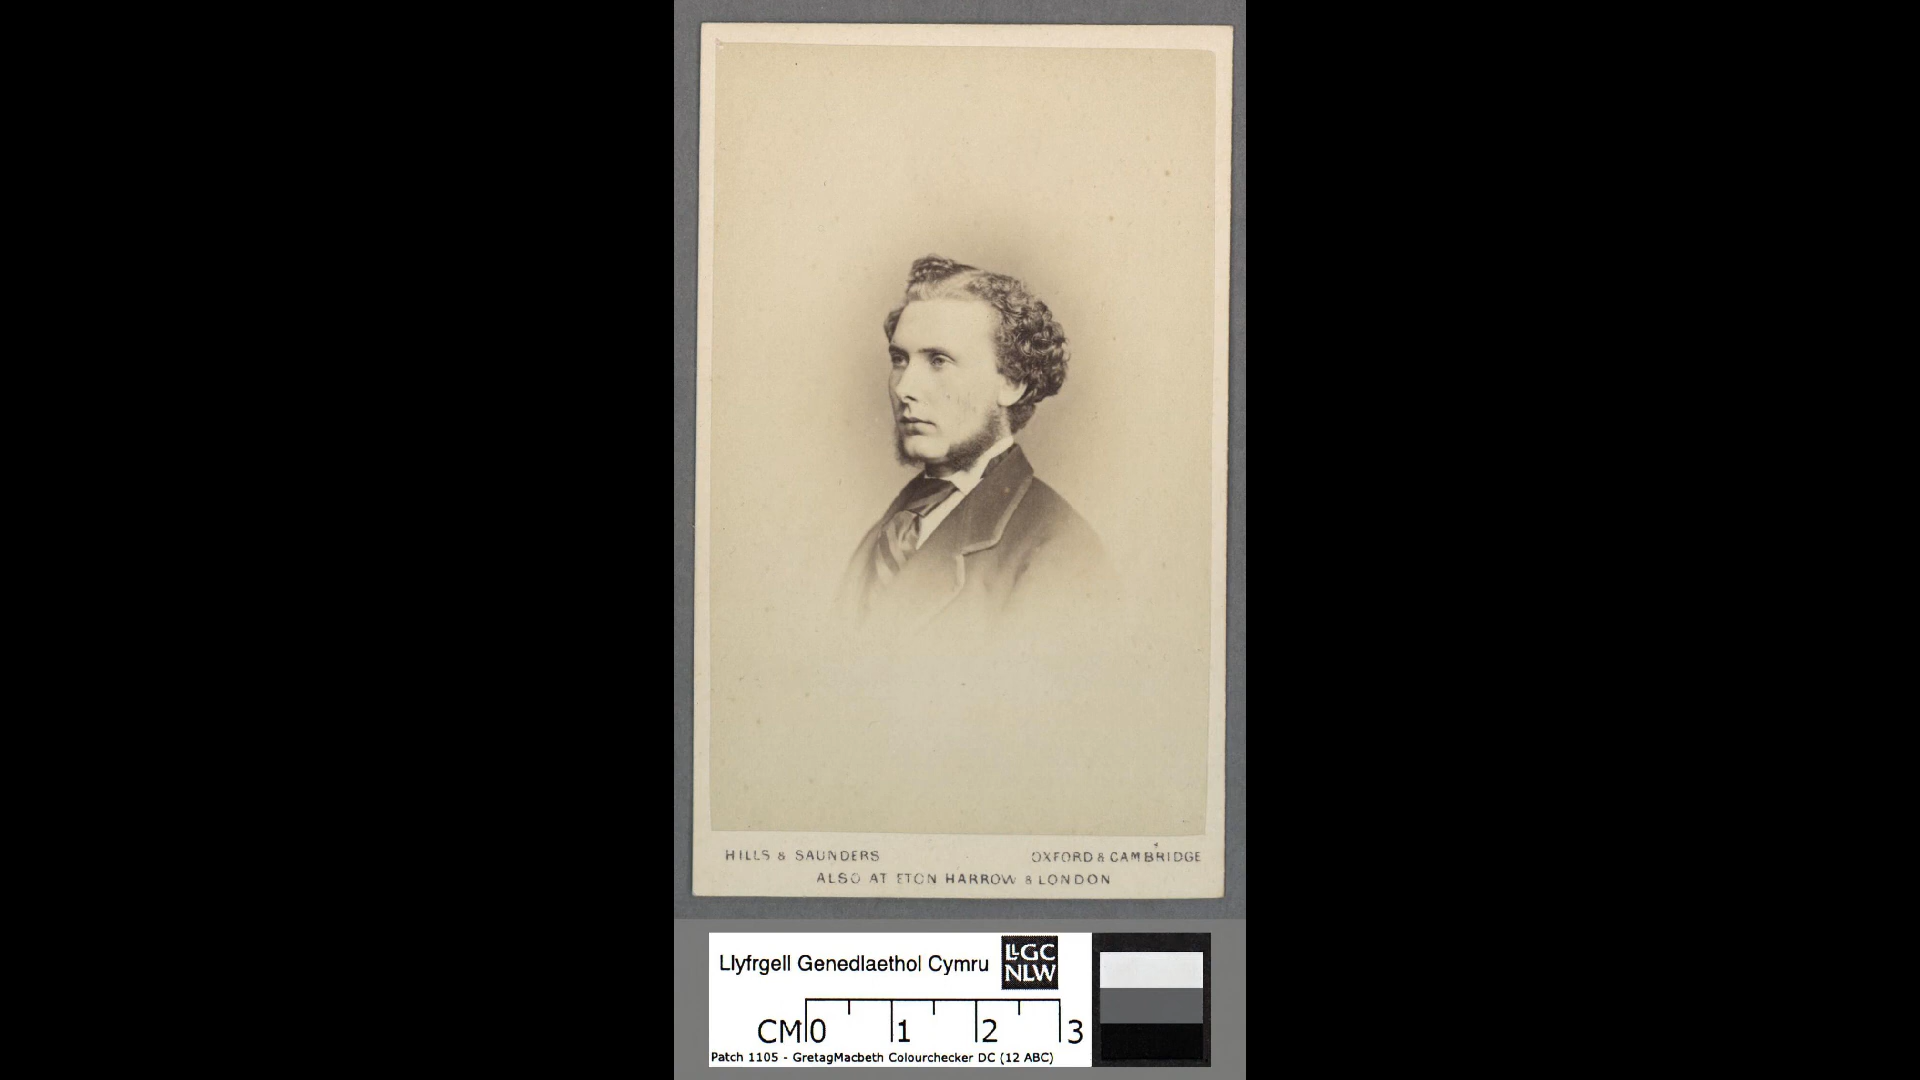 HILLS & SAUNDERS OXFORD & CAMBRIDGE
ALSO AT ETON HARROW & LONDON
Llyfrgell Genedlaethol Cymru LLGC NLW
CM 0 1 2 3
Patch 1105 - GretagMacbeth Colourchecker DC (12 ABC)